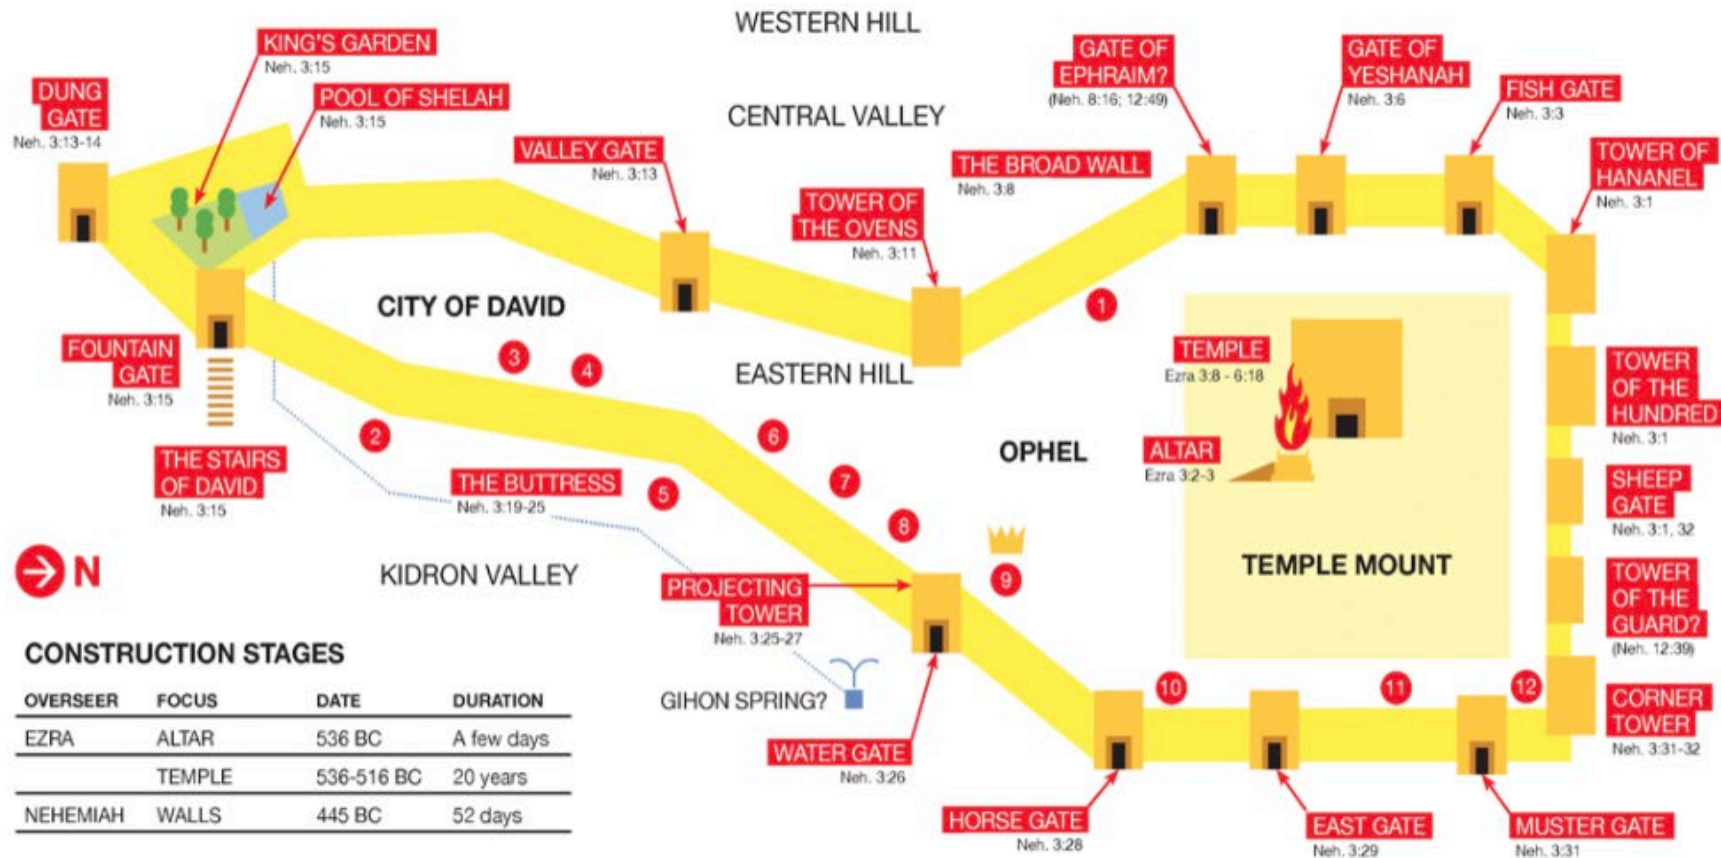 WESTERN HILL
KING'S GARDEN
Neh. 3:15
GATE OF
EPHRAIM?
(Neh. 8:16; 12:49)
GATE OF
YESHANAH
Neh. 3:6
FISH GATE
Neh. 3:3
DUNG
GATE
Neh. 3:13-14
POOL OF SHELAH
Neh. 3:15
CENTRAL VALLEY
VALLEY GATE
Neh. 3:13
THE BROAD WALL
Neh. 3:8
TOWER OF
HANANEL
Neh. 3:1
TOWER OF
THE OVENS
Neh. 3:11
CITY OF DAVID
1
FOUNTAIN
GATE
Neh. 3:15
3
4
EASTERN HILL
TEMPLE
Ezra 3:8 - 6:18
TOWER
OF THE
HUNDRED
Neh. 3:1
2
6
OPHEL
ALTAR
Ezra 3:2-3
THE STAIRS
OF DAVID
Neh. 3:15
THE BUTTRESS
Neh. 3:19-25
5
7
8
SHEEP
GATE
Neh. 3:1, 32
N
KIDRON VALLEY
PROJECTING
TOWER
Neh. 3:25-27
9
TEMPLE MOUNT
TOWER
OF THE
GUARD?
(Neh. 12:39)
GIHON SPRING?
10
11
12
CORNER
TOWER
Neh. 3:31-32
WATER GATE
Neh. 3:26
HORSE GATE
Neh. 3:28
EAST GATE
Neh. 3:29
MUSTER GATE
Neh. 3:31
CONSTRUCTION STAGES
OVERSEER FOCUS DATE DURATION
EZRA ALTAR 536 BC A few days
TEMPLE 536-516 BC 20 years
NEHEMIAH WALLS 445 BC 52 days